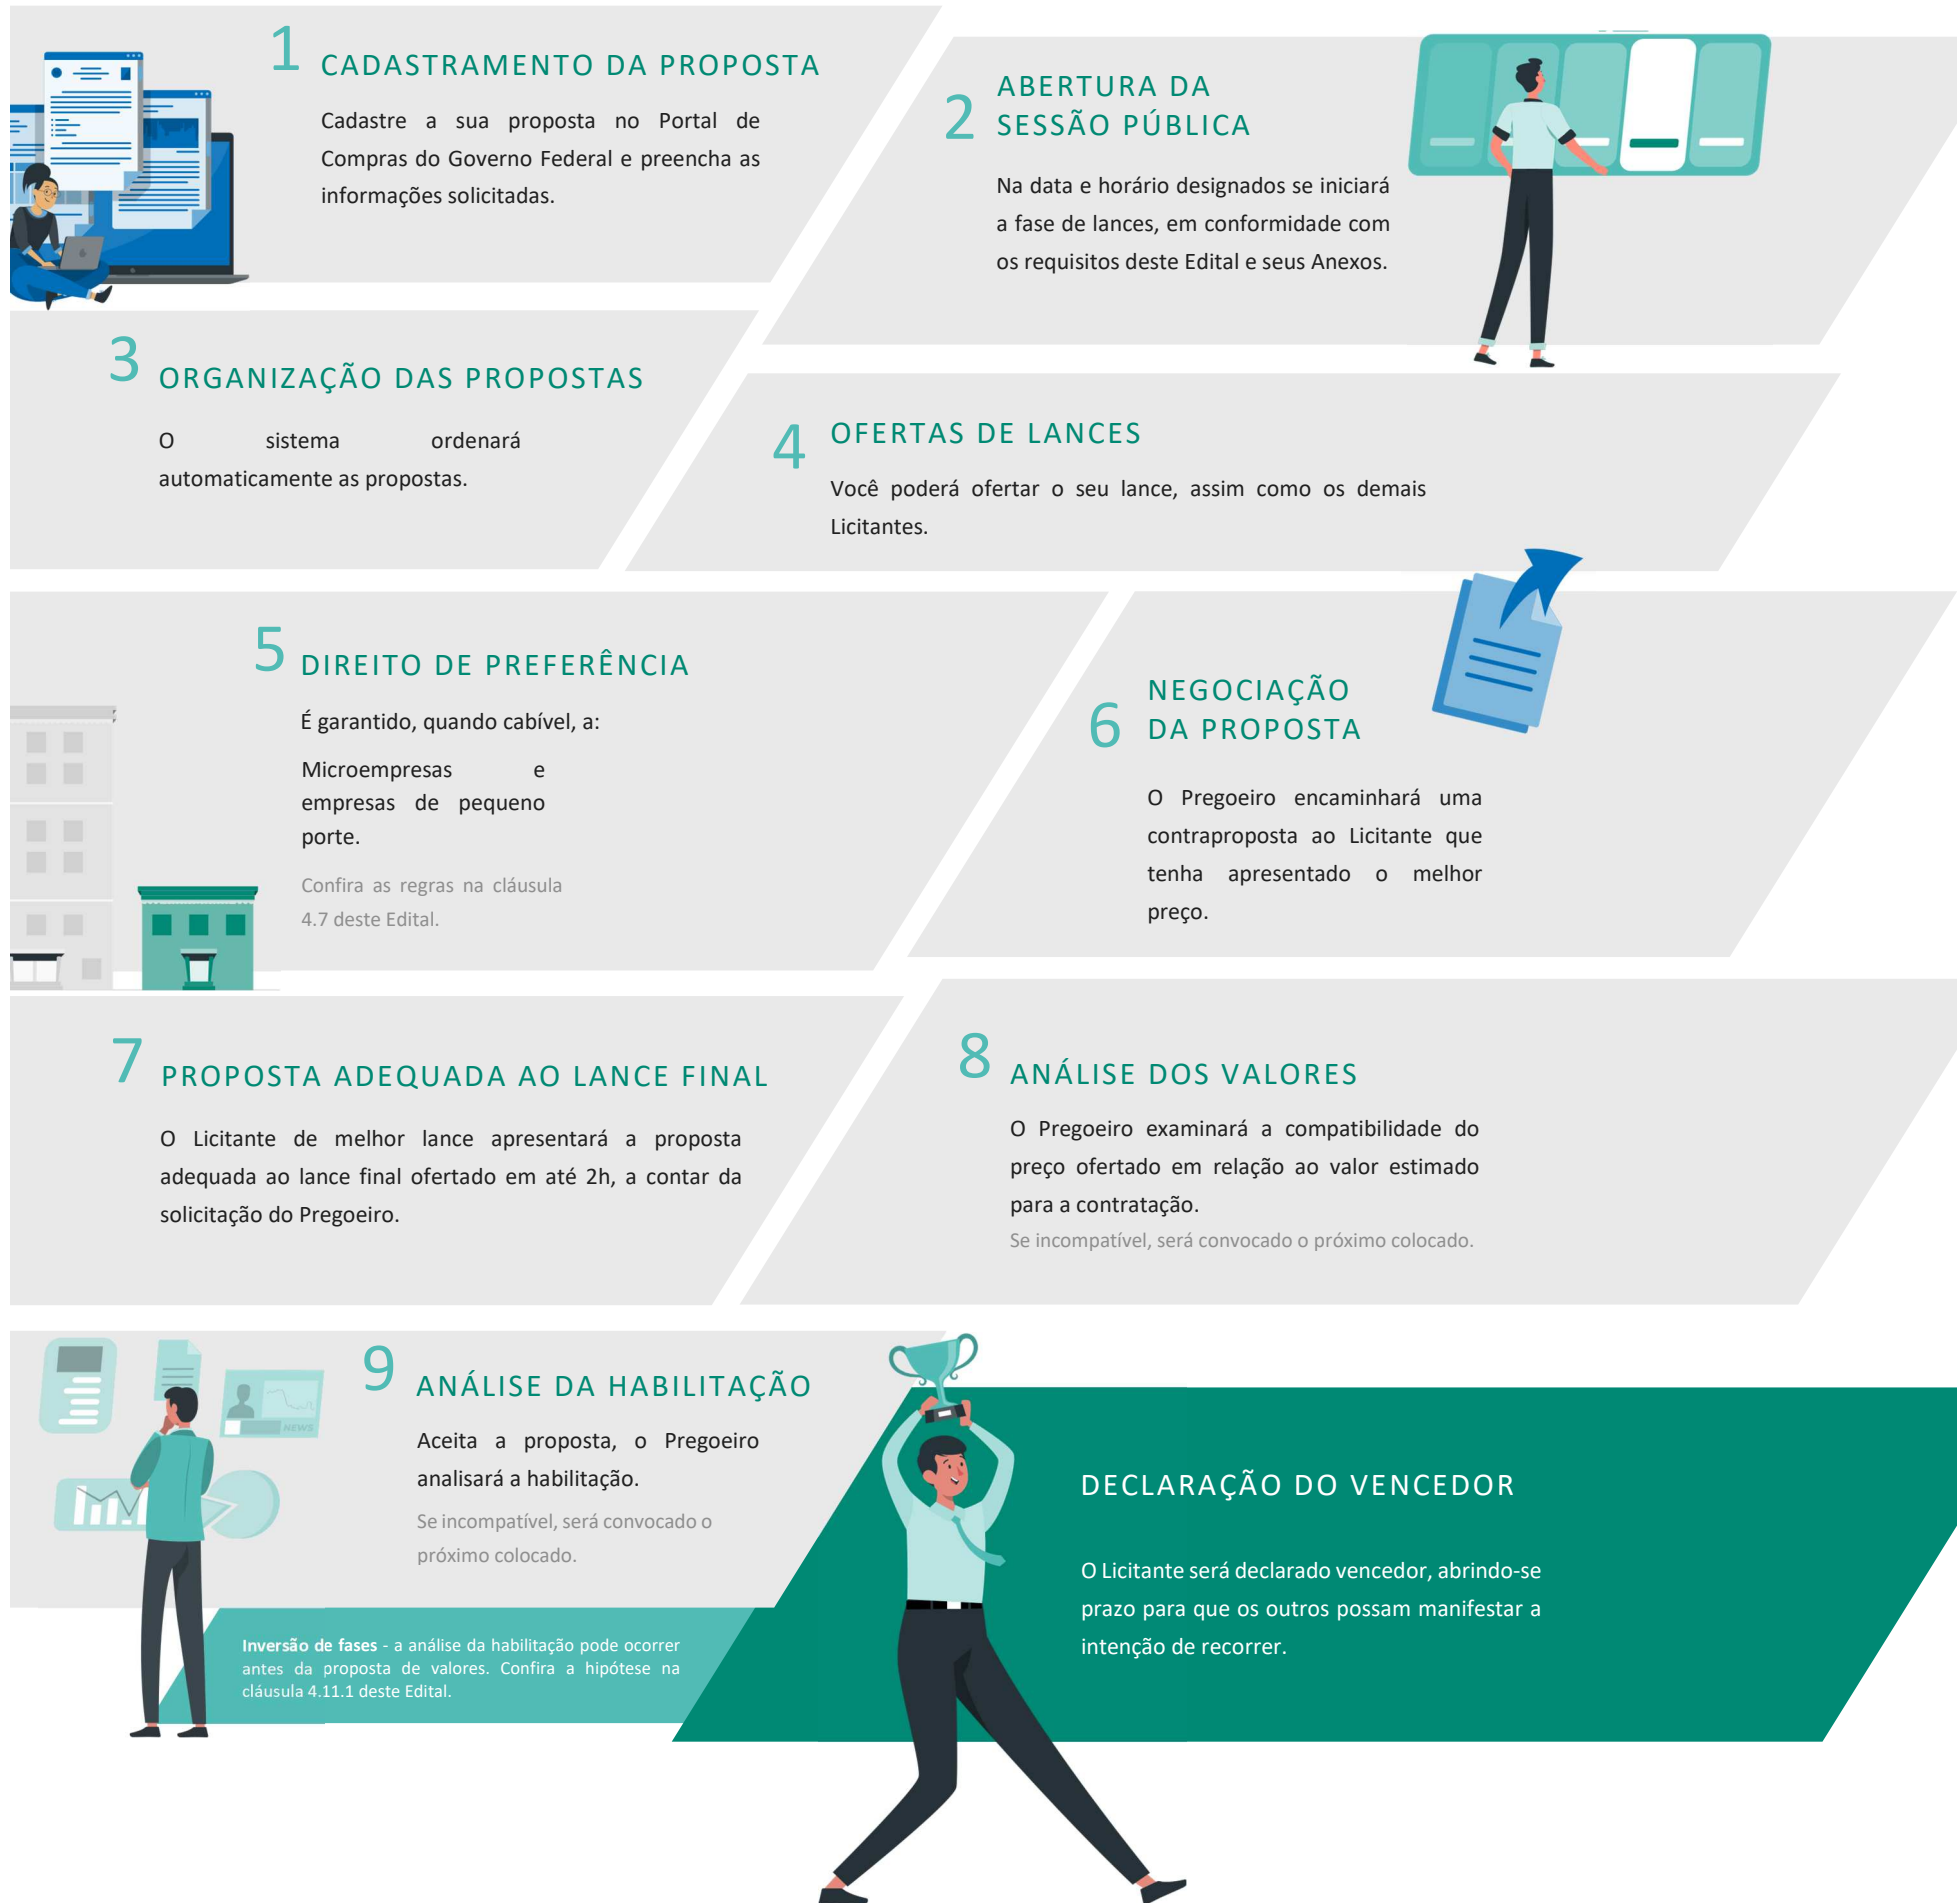 1 CADASTRAMENTO DA PROPOSTA
Cadastre a sua proposta no Portal de
Compras do Governo Federal e preencha as
informações solicitadas.
2 ABERTURA DA
SESSÃO PÚBLICA
Na data e horário designados se iniciará
a fase de lances, em conformidade com
os requisitos deste Edital e seus Anexos.
3 ORGANIZAÇÃO DAS PROPOSTAS
O sistema ordenará
automaticamente as propostas.
4 OFERTAS DE LANCES
Você poderá ofertar o seu lance, assim como os demais
Licitantes.
5 DIREITO DE PREFERÊNCIA
É garantido, quando cabível, a:
Microempresas e
empresas de pequeno
porte.
Confira as regras na cláusula
4.7 deste Edital.
6 NEGOCIAÇÃO
DA PROPOSTA
O Pregoeiro encaminhará uma
contraproposta ao Licitante que
tenha apresentado o melhor
preço.
7 PROPOSTA ADEQUADA AO LANCE FINAL
O Licitante de melhor lance apresentará a proposta
adequada ao lance final ofertado em até 2h, a contar da
solicitação do Pregoeiro.
8 ANÁLISE DOS VALORES
O Pregoeiro examinará a compatibilidade do
preço ofertado em relação ao valor estimado
para a contratação.
Se incompatível, será convocado o próximo colocado.
9 ANÁLISE DA HABILITAÇÃO
Aceita a proposta, o Pregoeiro
analisará a habilitação.
Se incompatível, será convocado o
próximo colocado.
NEWS
Inversão de fases - a análise da habilitação pode ocorrer
antes da proposta de valores. Confira a hipótese na
cláusula 4.11.1 deste Edital.
DECLARAÇÃO DO VENCEDOR
O Licitante será declarado vencedor, abrindo-se
prazo para que os outros possam manifestar a
intenção de recorrer.